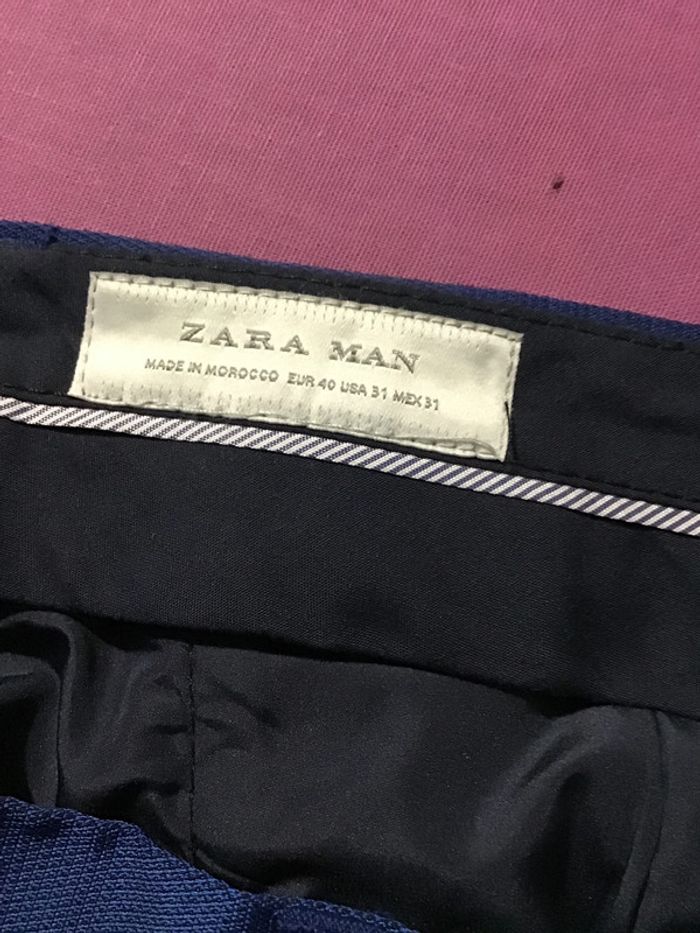 ZARA MAN
MADE IN MOROCCO EUR 40 USA 31 MEX 31